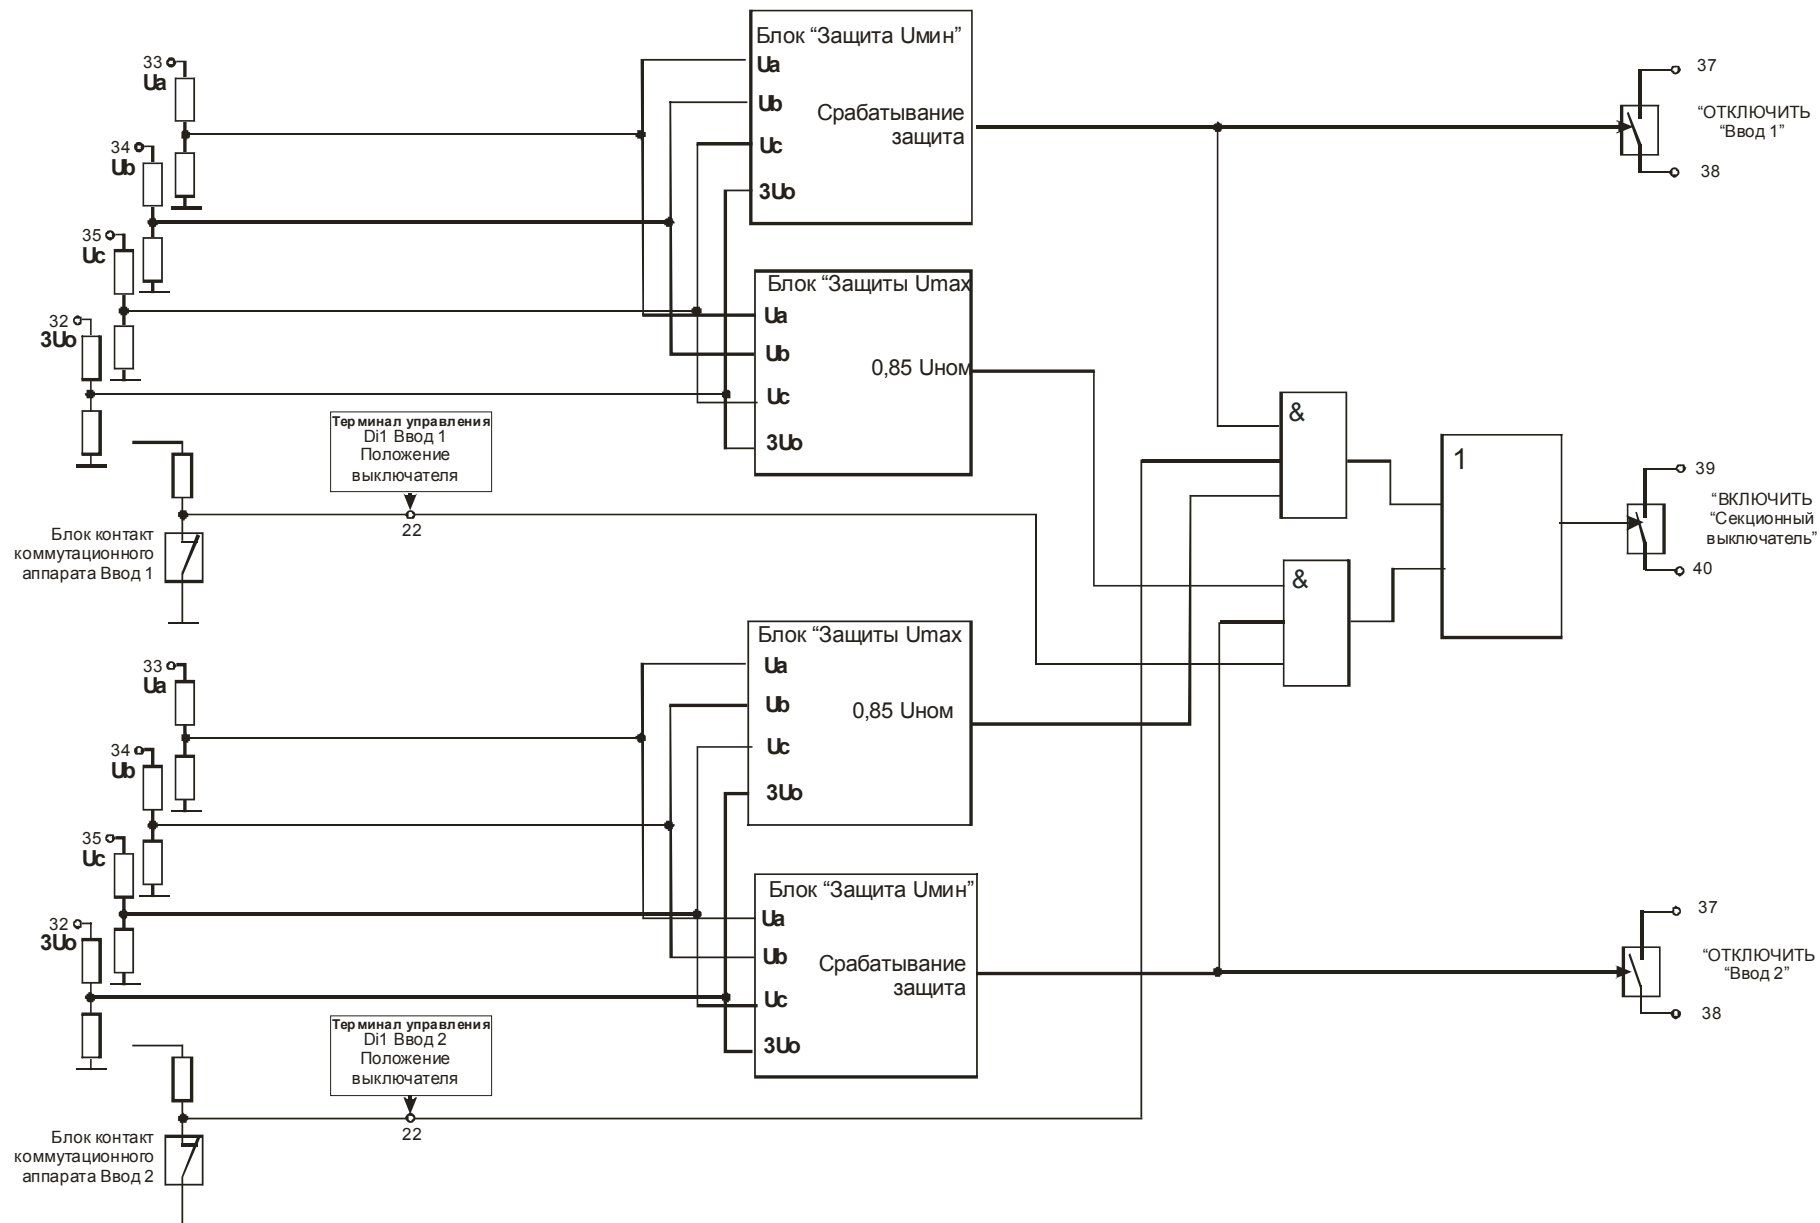 Блок “Защита Uмин”
Ua
Ub
Uc
3Uo
Срабатывание
защита
33
Ua
34
Ub
35
Uc
32
3Uo
37
“ОТКЛЮЧИТЬ
“Ввод 1”
38
Блок “Защиты Umax
Ua
Ub
Uc
3Uo
0,85 Uном
Терминал управления
Di1 Ввод 1
Положение
выключателя
22
Блок контакт
коммутационного
аппарата Ввод 1
&
&
1
39
“ВКЛЮЧИТЬ
“Секционный
выключатель”
40
Блок “Защиты Umax
Ua
Ub
Uc
3Uo
0,85 Uном
33
Ua
34
Ub
35
Uc
32
3Uo
Блок “Защита Uмин”
Ua
Ub
Uc
3Uo
Срабатывание
защита
37
“ОТКЛЮЧИТЬ
“Ввод 2”
38
Терминал управления
Di1 Ввод 2
Положение
выключателя
22
Блок контакт
коммутационного
аппарата Ввод 2